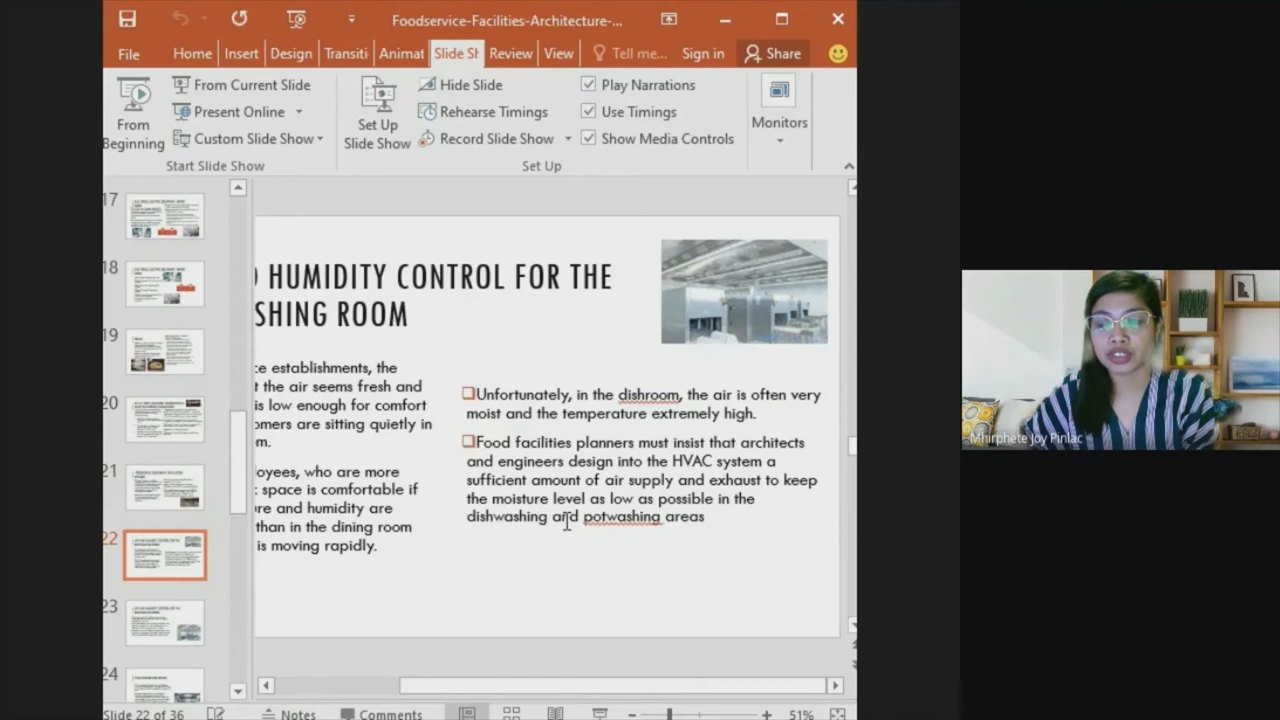 Foodservice-Facilities-Architecture-...
File Home Insert Design Transiti Animat Slide Sh Review View Tell me... Sign in Share
From Beginning
From Current Slide
Present Online
Custom Slide Show
Start Slide Show
Set Up Slide Show
Hide Slide
Rehearse Timings
Record Slide Show
Play Narrations
Use Timings
Show Media Controls
Set Up
Monitors
17
18
19
20
21
22
23
24
HUMIDITY CONTROL FOR THE
SHING ROOM
ce establishments, the
t the air seems fresh and
is low enough for comfort
omers are sitting quietly in
m.
loyees, who are more
t space is comfortable if
re and humidity are
than in the dining room
is moving rapidly.
Unfortunately, in the dishroom, the air is often very
moist and the temperature extremely high.
Food facilities planners must insist that architects
and engineers design into the HVAC system a
sufficient amount of air supply and exhaust to keep
the moisture level as low as possible in the
dishwashing and potwashing areas
Slide 22 of 36 Notes Comments 51%
Mhirphete Joy Pinlac